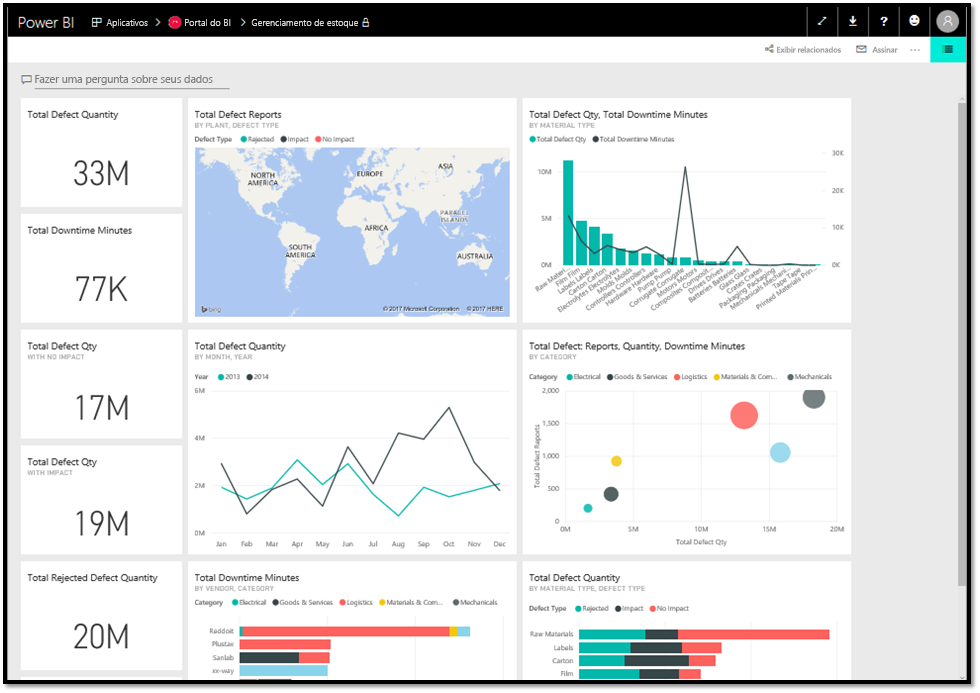 Power BI Aplicativos > Portal do BI > Gerenciamento de estoque
Exibir relacionados Assinar ...
Fazer uma pergunta sobre seus dados
Total Defect Quantity
33M
Total Downtime Minutes
77K
Total Defect Reports
BY PLANT, DEFECT TYPE
Defect Type Rejected Impact No Impact
NORTH AMERICA
EUROPE
ASIA
AFRICA
SOUTH AMERICA
AUSTRALIA
bing
© 2017 Microsoft Corporation © 2017 HERE
Total Defect Qty, Total Downtime Minutes
BY MATERIAL TYPE
Total Defect Qty Total Downtime Minutes
10M
5M
0M
30K
20K
10K
0K
Raw Materi...
Film Film
Labels Labels
Carton Carton
Electrolytes Electrolytes
Molds Molds
Controllers Controllers
Hardware Hardware
Pump Pump
Corrugate Corrugate
Motors Motors
Composites Composit...
Drives Drives
Batteries Batteries
Glass Glass
Crates Crates
Packaging Packaging
Mechanicals Mechani...
Tape Tape
Printed Materials Prin...
Total Defect Qty
WITH NO IMPACT
17M
Total Defect Qty
WITH IMPACT
19M
Total Defect Quantity
BY MONTH, YEAR
Year 2013 2014
6M
4M
2M
0M
Jan Feb Mar Apr May Jun Jul Aug Sep Oct Nov Dec
Total Defect: Reports, Quantity, Downtime Minutes
BY CATEGORY
Category Electrical Goods & Services Logistics Materials & Com... Mechanicals
Total Defect Reports
2,000
1,500
1,000
500
0
0M 5M 10M 15M 20M
Total Defect Qty
Total Rejected Defect Quantity
20M
Total Downtime Minutes
BY VENDOR, CATEGORY
Category Electrical Goods & Services Logistics Materials & Com... Mechanicals
Reddoit
Plustax
Sanlab
xx-way
Total Defect Quantity
BY MATERIAL TYPE, DEFECT TYPE
Defect Type Rejected Impact No Impact
Raw Materials
Labels
Carton
Film